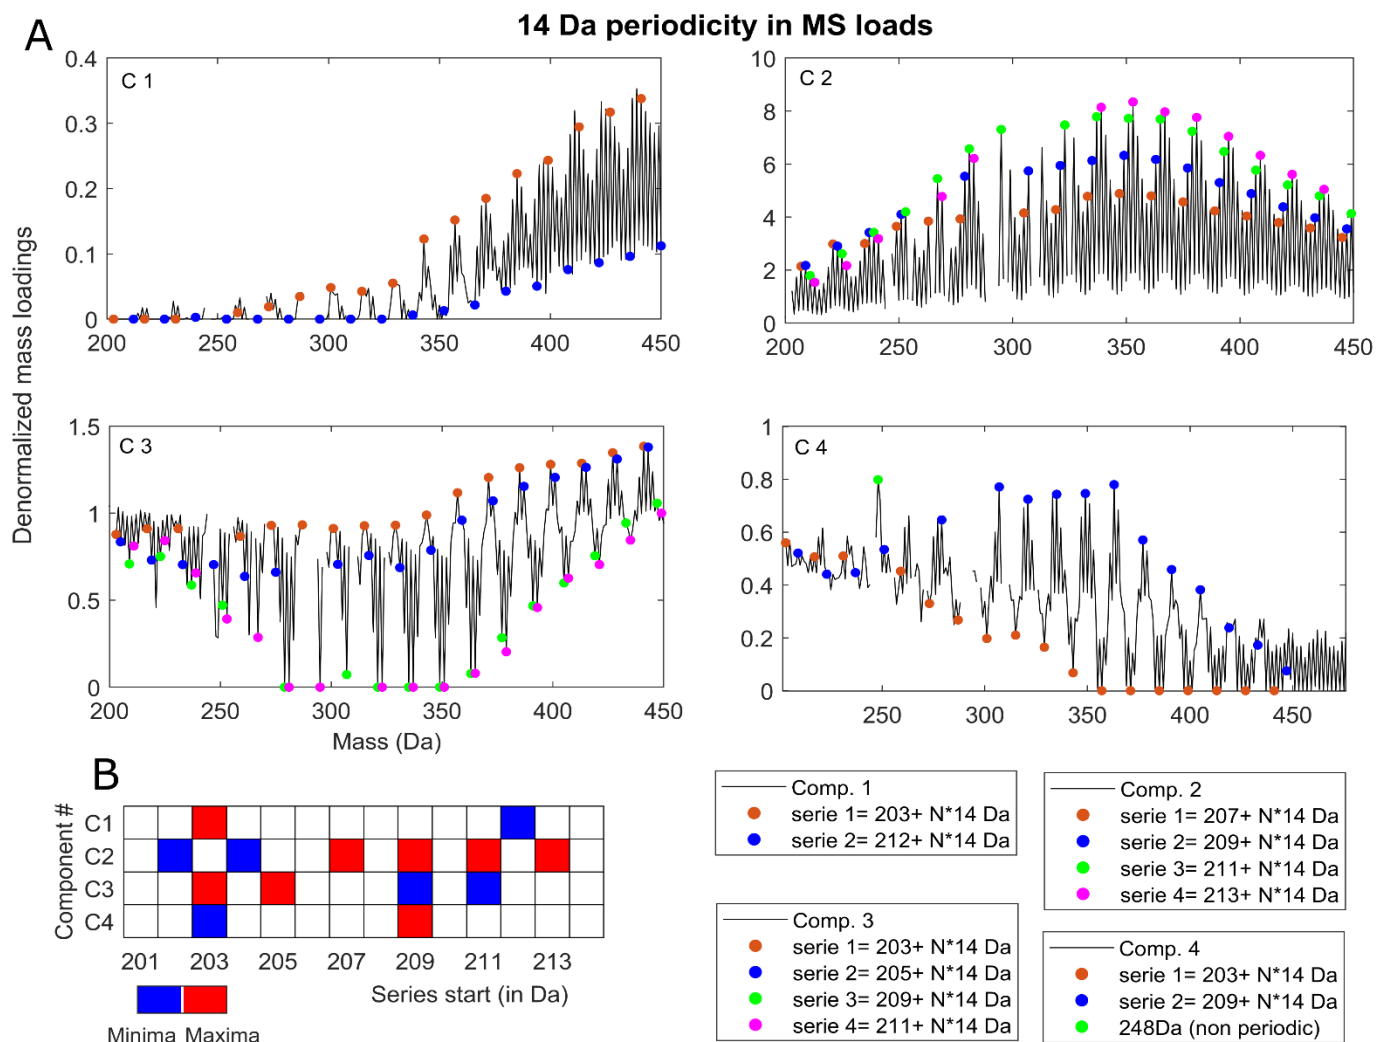 A
14 Da periodicity in MS loads
Denormalized mass loadings
C 1
0.4
0.3
0.2
0.1
0
200 250 300 350 400 450
C 2
10
8
6
4
2
0
200 250 300 350 400 450
C 3
1.5
1
0.5
0
200 250 300 350 400 450
Mass (Da)
C 4
1
0.8
0.6
0.4
0.2
0
250 300 350 400 450
B
Component #
C1
C2
C3
C4
201 203 205 207 209 211 213
Series start (in Da)
Minima Maxima
Comp. 1
serie 1= 203+ N*14 Da
serie 2= 212+ N*14 Da
Comp. 2
serie 1= 207+ N*14 Da
serie 2= 209+ N*14 Da
serie 3= 211+ N*14 Da
serie 4= 213+ N*14 Da
Comp. 3
serie 1= 203+ N*14 Da
serie 2= 205+ N*14 Da
serie 3= 209+ N*14 Da
serie 4= 211+ N*14 Da
Comp. 4
serie 1= 203+ N*14 Da
serie 2= 209+ N*14 Da
248Da (non periodic)